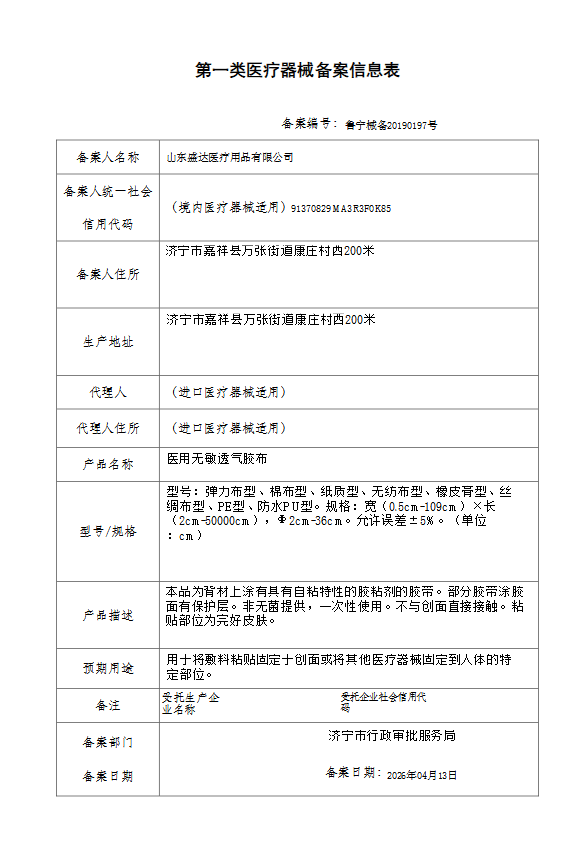 第一类医疗器械备案信息表
备案编号：鲁宁械备20190197号
备案人名称 山东盛达医疗用品有限公司
备案人统一社会
信用代码
（境内医疗器械适用）91370829MA3R3F0K85
备案人住所
济宁市嘉祥县万张街道康庄村西200米
生产地址
济宁市嘉祥县万张街道康庄村西200米
代理人 （进口医疗器械适用）
代理人住所 （进口医疗器械适用）
产品名称 医用无敏透气胶布
型号/规格
型号：弹力布型、棉布型、纸质型、无纺布型、橡皮膏型、丝
绸布型、PE型、防水PU型。规格：宽（0.5cm-109cm）×长
（2cm-50000cm），Φ2cm-36cm。允许误差±5%。（单位
：cm）
产品描述
本品为背材上涂有具有自粘特性的胶粘剂的胶带。部分胶带涂胶
面有保护层。非无菌提供，一次性使用。不与创面直接接触。粘
贴部位为完好皮肤。
预期用途
用于将敷料粘贴固定于创面或将其他医疗器械固定到人体的特
定部位。
备注
受托生产企
业名称
受托企业社会信用代
码
备案部门
备案日期
济宁市行政审批服务局
备案日期：2026年04月13日